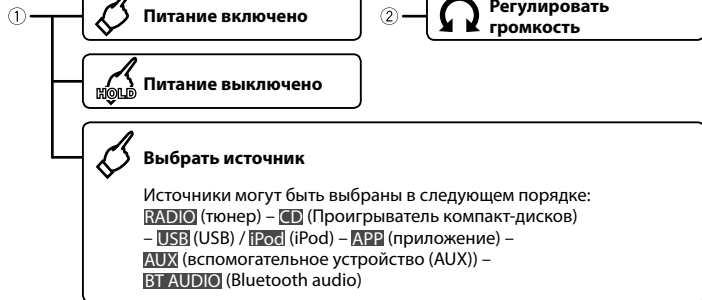 ① Питание включено
② Регулировать
громкость
HOLD Питание выключено
Выбрать источник
Источники могут быть выбраны в следующем порядке:
RADIO (тюнер) – CD (Проигрыватель компакт-дисков)
– USB (USB) / iPod (iPod) – APP (приложение) –
AUX (вспомогательное устройство (AUX)) –
BT AUDIO (Bluetooth audio)